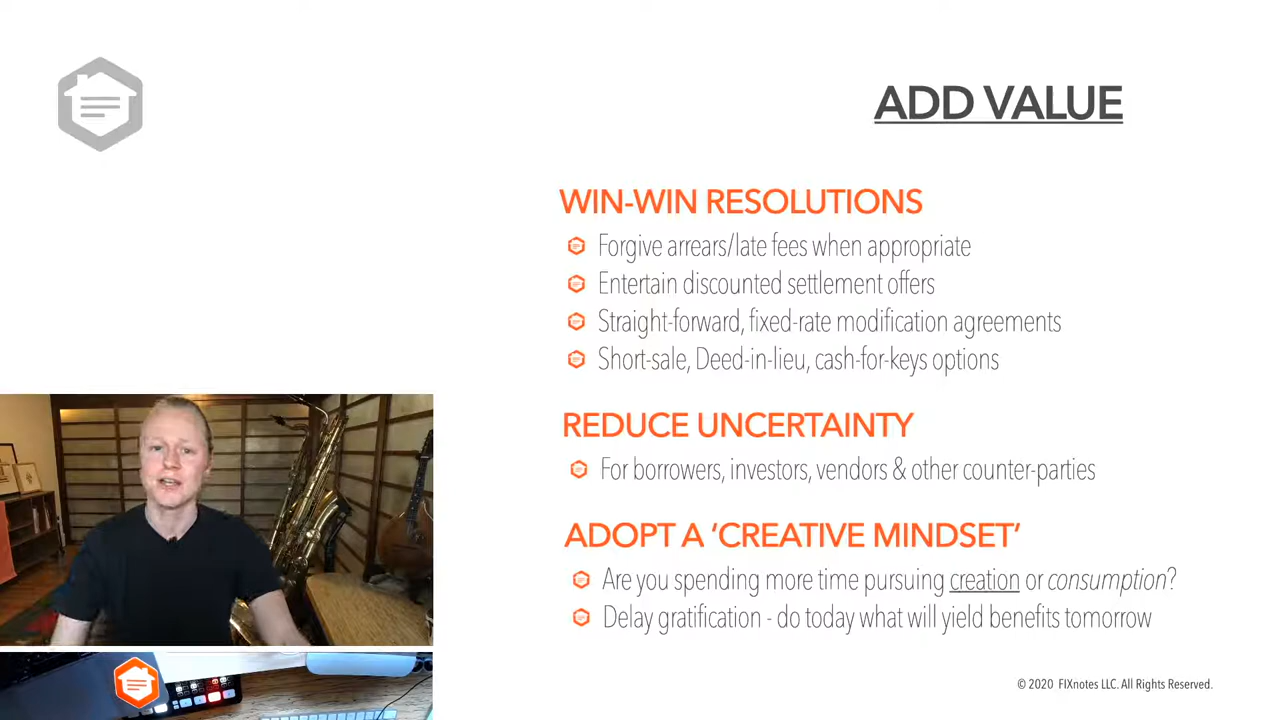 ADD VALUE
WIN-WIN RESOLUTIONS
Forgive arrears/late fees when appropriate
Entertain discounted settlement offers
Straight-forward, fixed-rate modification agreements
Short-sale, Deed-in-lieu, cash-for-keys options
REDUCE UNCERTAINTY
For borrowers, investors, vendors & other counter-parties
ADOPT A ‘CREATIVE MINDSET’
Are you spending more time pursuing creation or consumption?
Delay gratification - do today what will yield benefits tomorrow
© 2020 FIXnotes LLC. All Rights Reserved.